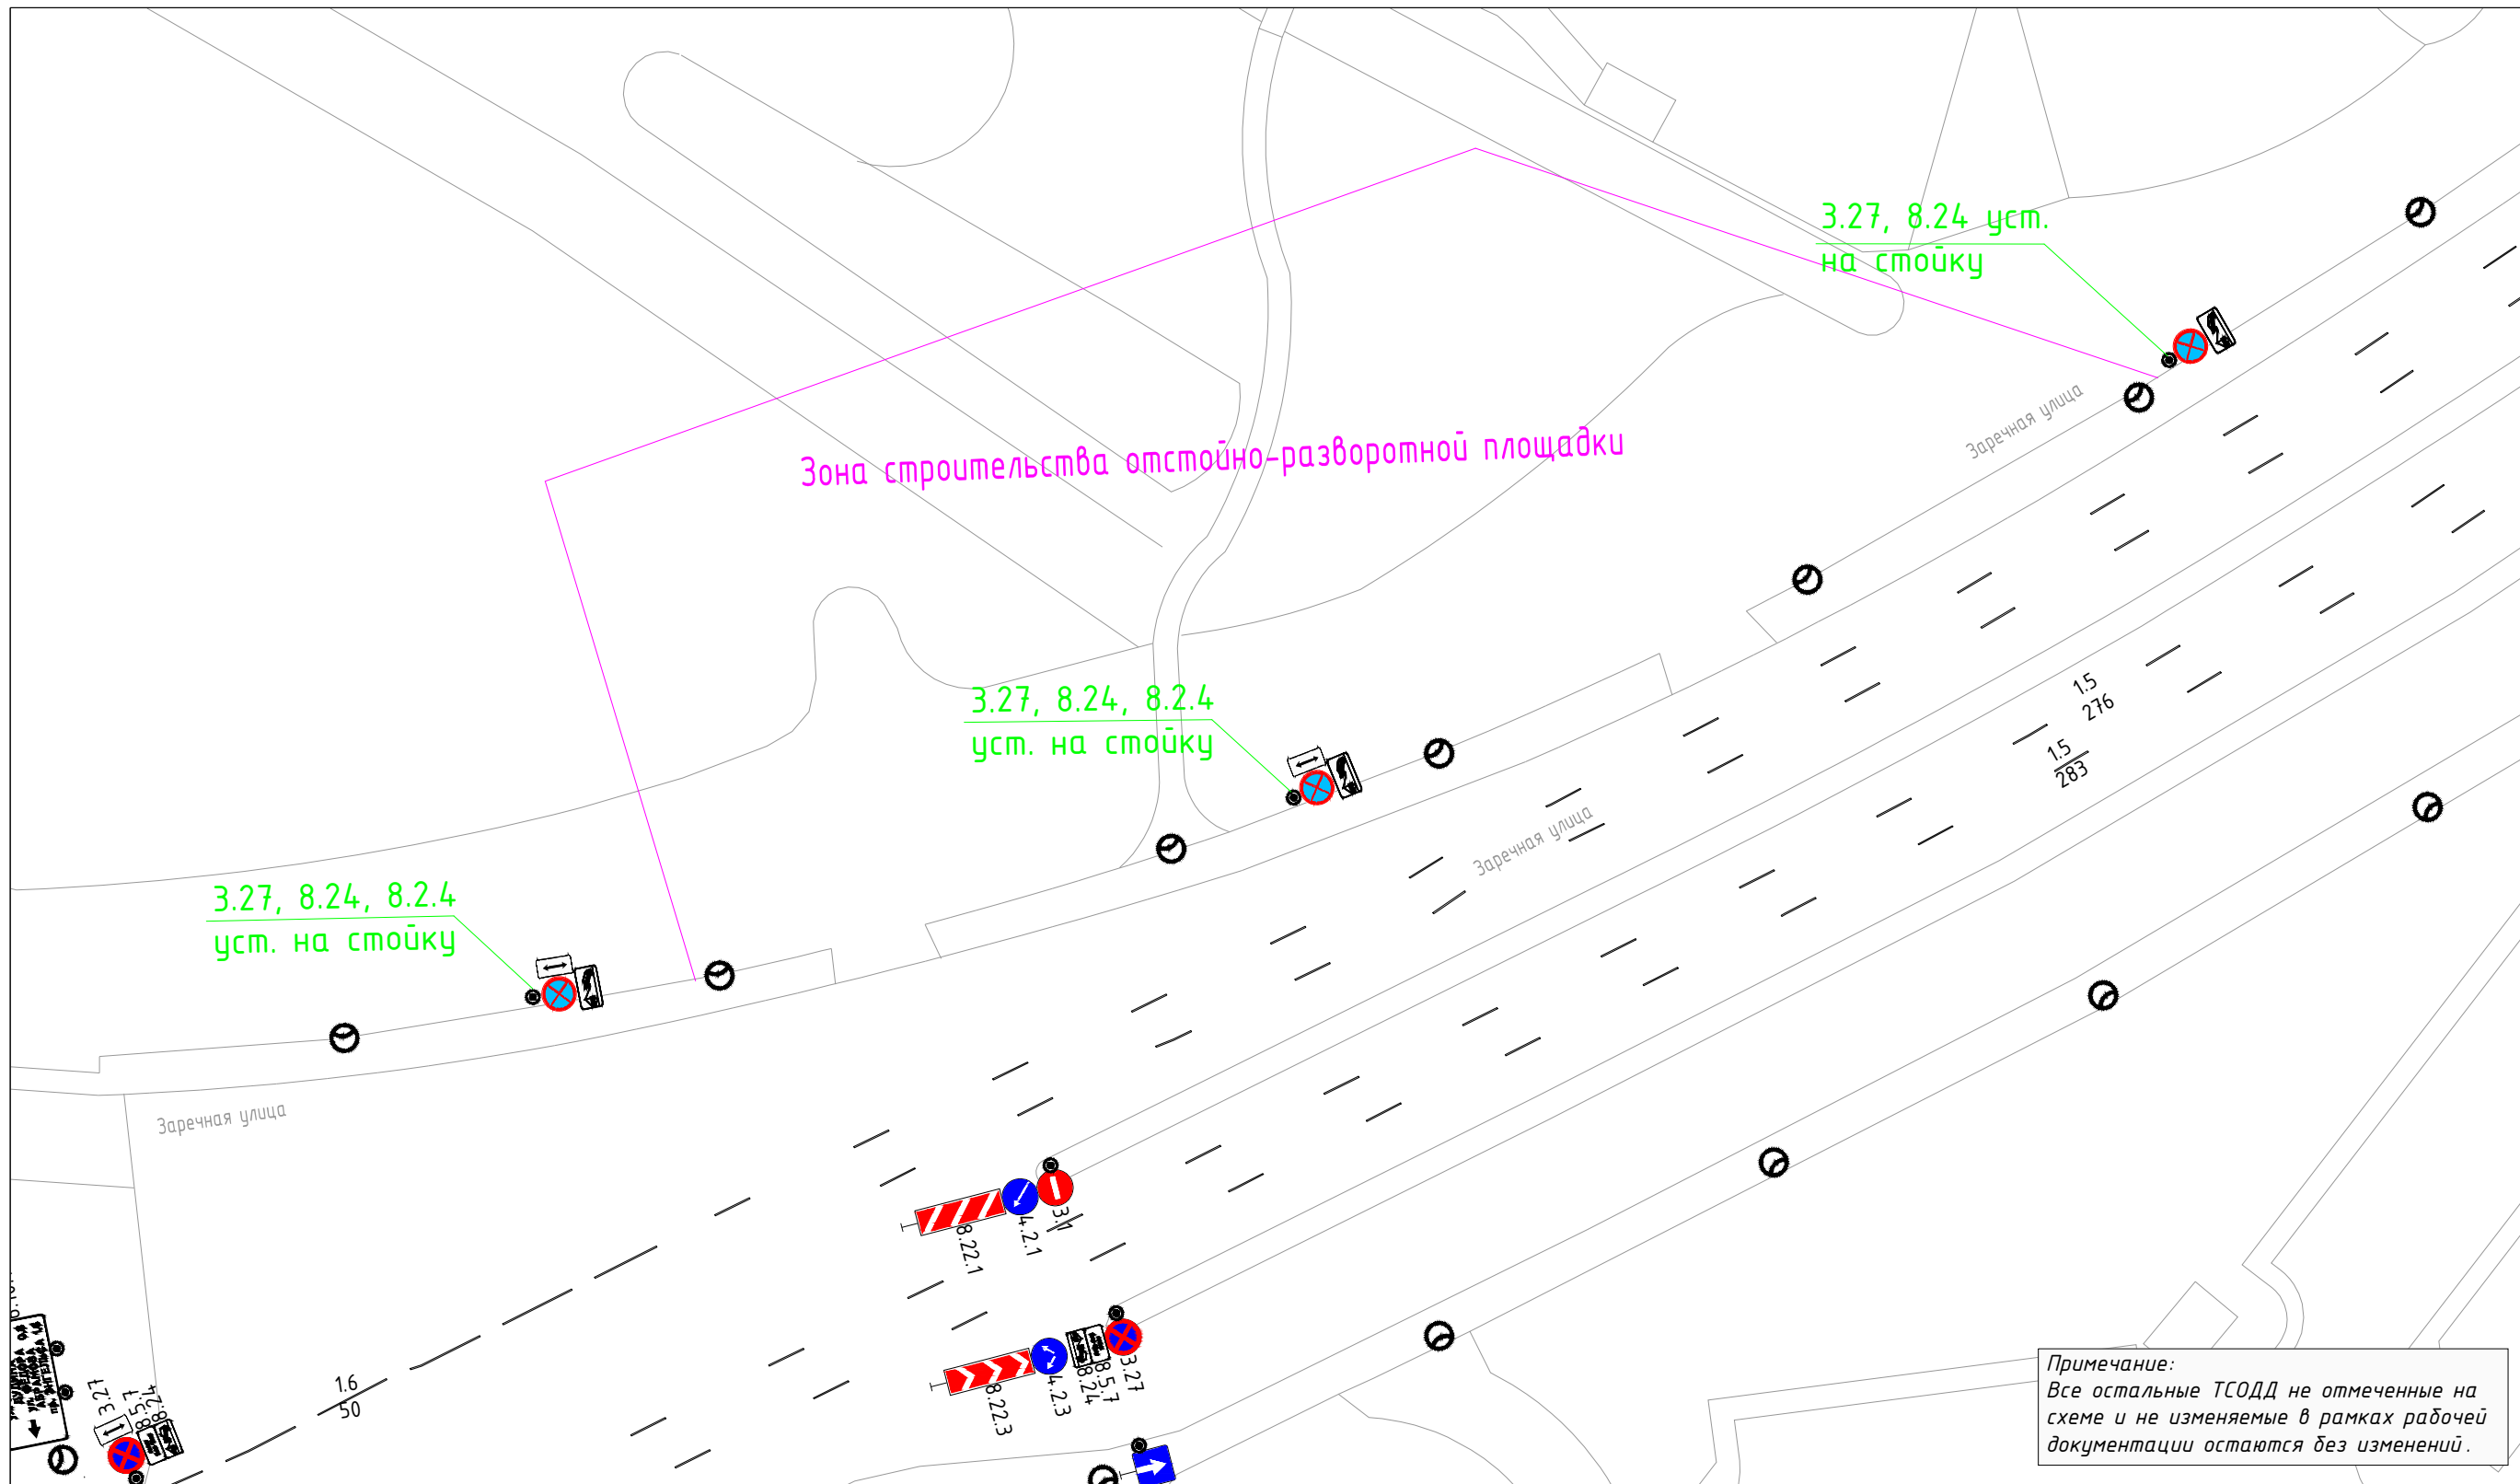 3.27, 8.24 уст.
на стойку
Заречная улица
Зона строительства отстойно-разворотной площадки
3.27, 8.24, 8.2.4
уст. на стойку
1.5
276
1.5
283
Заречная улица
3.27, 8.24, 8.2.4
уст. на стойку
Заречная улица
3.1
4.2.1
8.22.1
3.27
8.5.7
8.24
4.2.3
8.22.3
1.6
50
3.27
8.5.7
8.24
ФЕДОРА
АБРАМОВА
Примечание:
Все остальные ТСОДД не отмеченные на
схеме и не изменяемые в рамках рабочей
документации остаются без изменений.